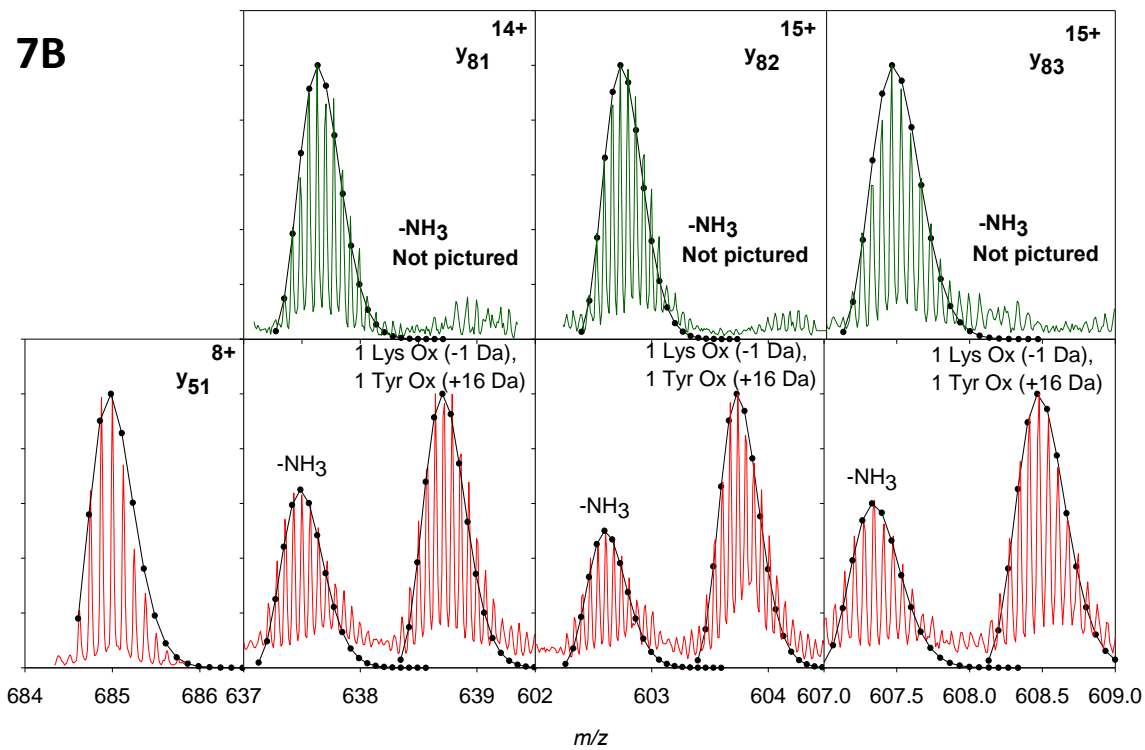 7B
14+
y81
15+
y82
15+
y83
-NH3
Not pictured
-NH3
Not pictured
-NH3
Not pictured
8+
y51
1 Lys Ox (-1 Da),
1 Tyr Ox (+16 Da)
1 Lys Ox (-1 Da),
1 Tyr Ox (+16 Da)
1 Lys Ox (-1 Da),
1 Tyr Ox (+16 Da)
-NH3
-NH3
-NH3
684 685 686 637 638 639 602 603 604 607.0 607.5 608.0 608.5 609.0
m/z